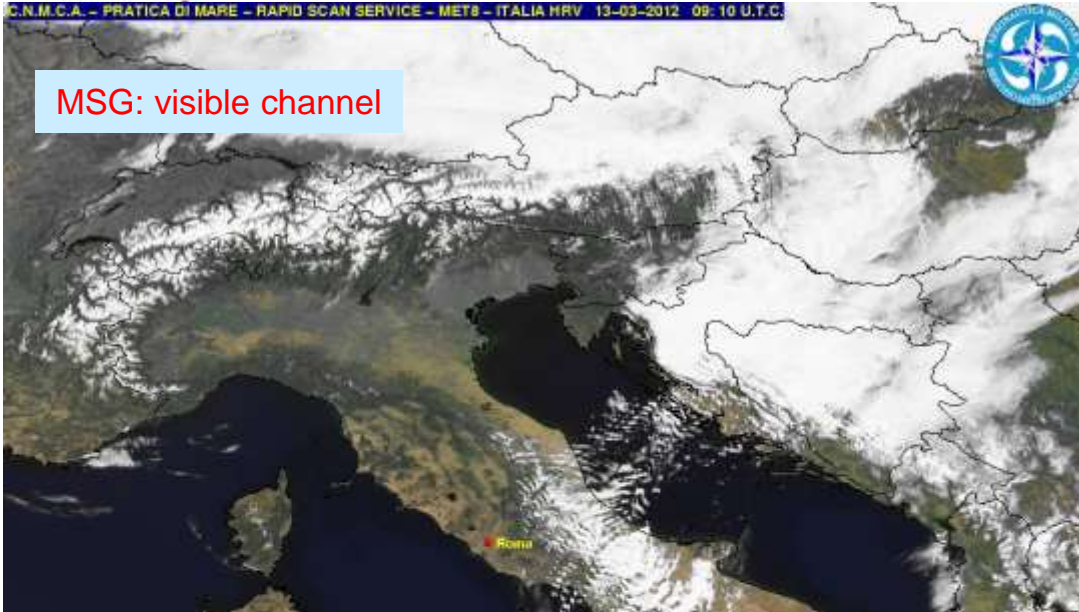 C.N.M.C.A. – PRATICA DI MARE – RAPID SCAN SERVICE – MET8 – ITALIA HRV 13–03–2012 09:10 U.T.C.
MSG: visible channel
Roma